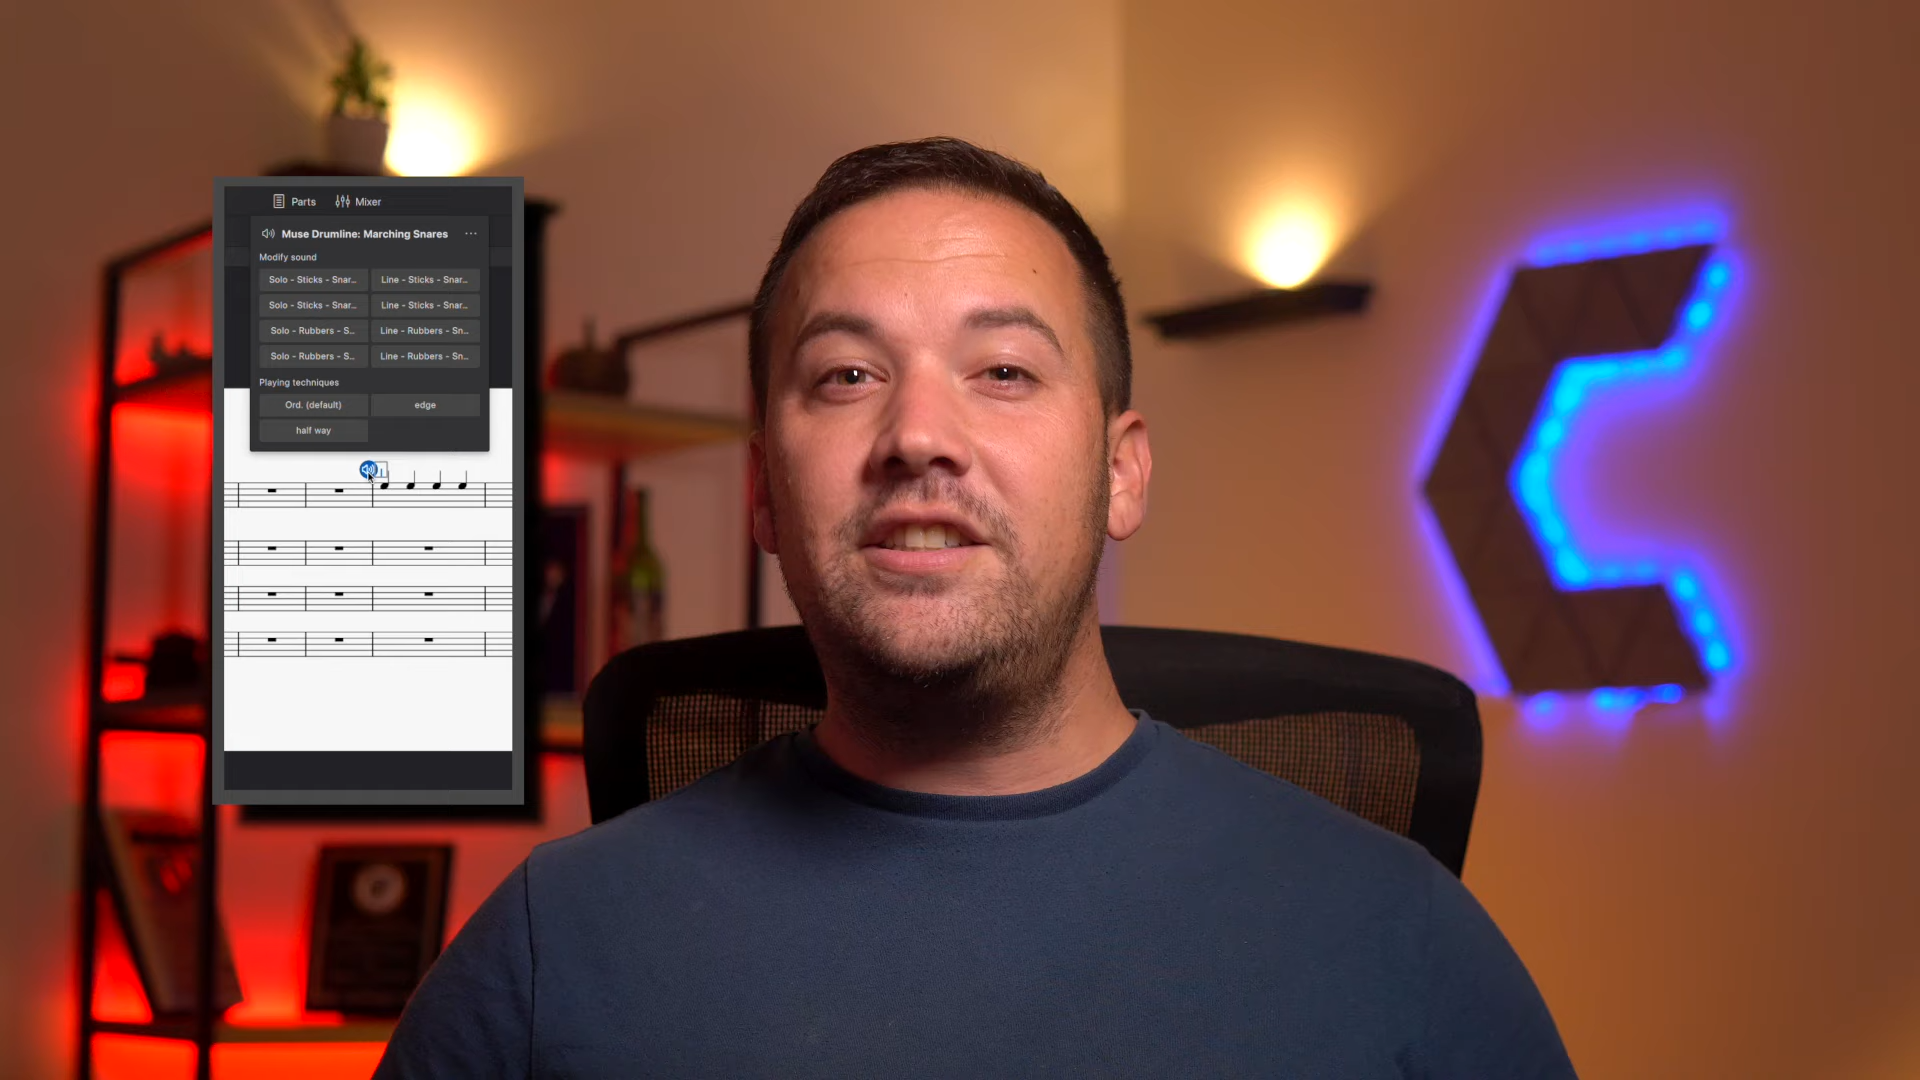 Parts Mixer
Muse Drumline: Marching Snares ...
Modify sound
Solo - Sticks - Snar... Line - Sticks - Snar...
Solo - Sticks - Snar... Line - Sticks - Snar...
Solo - Rubbers - S... Line - Rubbers - Sn...
Solo - Rubbers - S... Line - Rubbers - Sn...
Playing techniques
Ord. (default) edge
half way